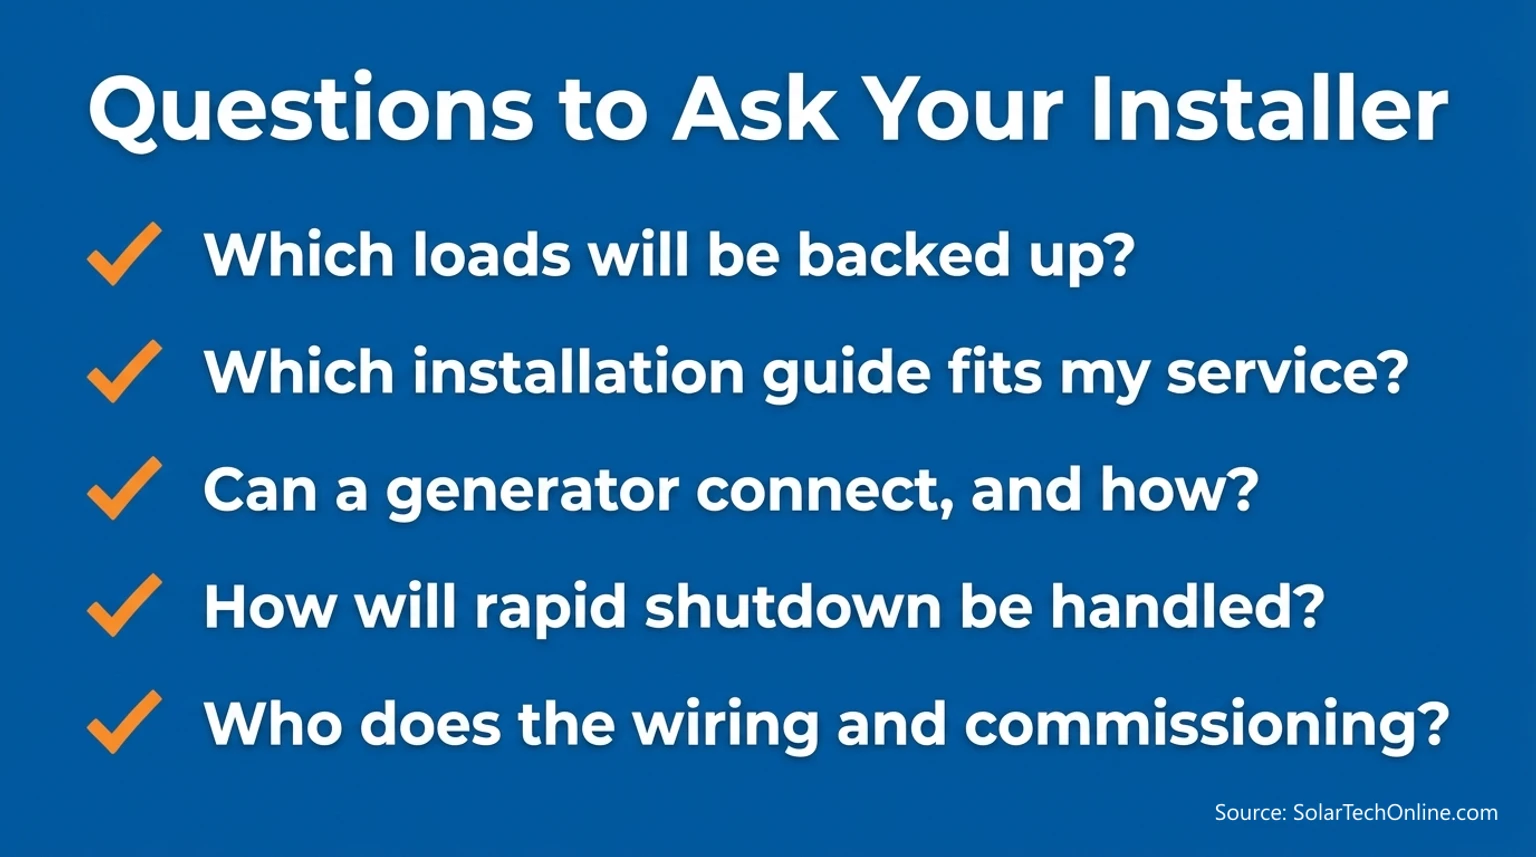 Questions to Ask Your Installer
Which loads will be backed up?
Which installation guide fits my service?
Can a generator connect, and how?
How will rapid shutdown be handled?
Who does the wiring and commissioning?
Source: SolarTechOnline.com